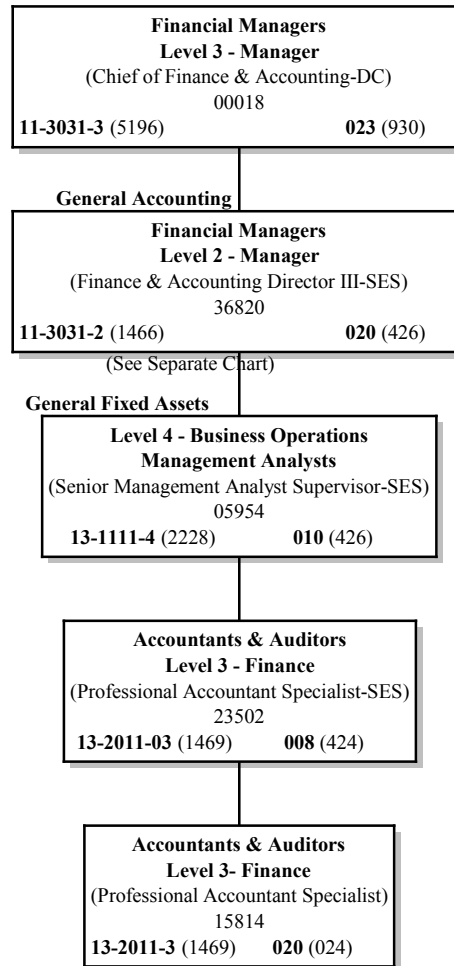 Financial Managers
Level 3 - Manager
(Chief of Finance & Accounting-DC)
00018
11-3031-3 (5196) 023 (930)
General Accounting
Financial Managers
Level 2 - Manager
(Finance & Accounting Director III-SES)
36820
11-3031-2 (1466) 020 (426)
(See Separate Chart)
General Fixed Assets
Level 4 - Business Operations
Management Analysts
(Senior Management Analyst Supervisor-SES)
05954
13-1111-4 (2228) 010 (426)
Accountants & Auditors
Level 3 - Finance
(Professional Accountant Specialist-SES)
23502
13-2011-03 (1469) 008 (424)
Accountants & Auditors
Level 3- Finance
(Professional Accountant Specialist)
15814
13-2011-3 (1469) 020 (024)